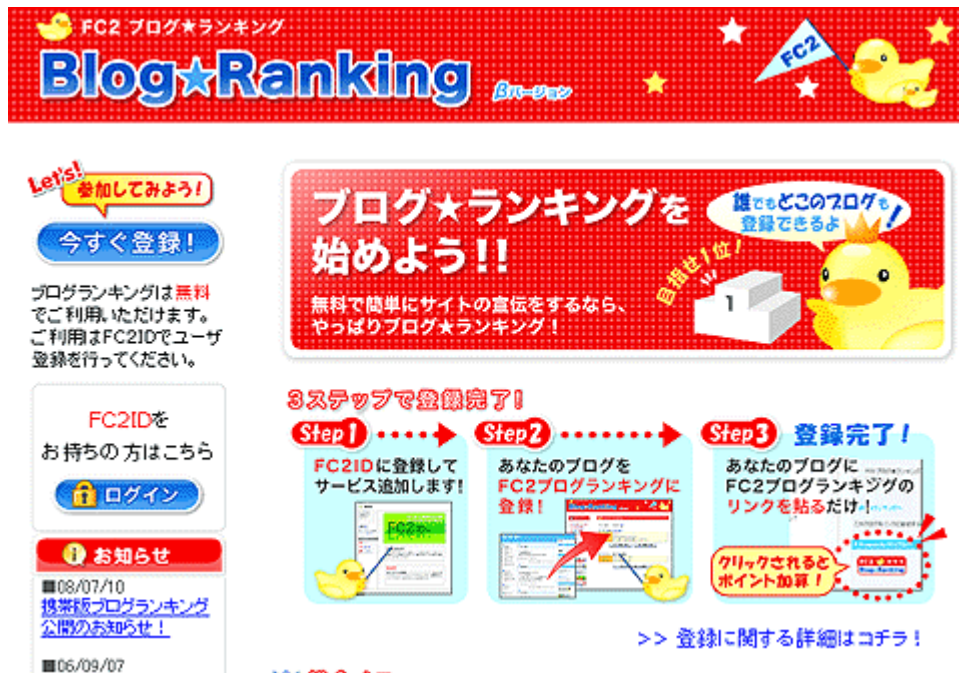 FC2 ブログ★ランキング
Blog★Ranking βバージョン
FC2
Let's!
参加してみよう!
今すぐ登録!
ブログランキングは無料
でご利用いただけます。
ご利用はFC2IDでユーザ
登録を行ってください。
FC2IDを
お持ちの方はこちら
ログイン
お知らせ
■08/07/10
携帯版ブログランキング
公開のお知らせ!
■06/09/07
ブログ★ランキングを
始めよう!!
無料で簡単にサイトの宣伝をするなら、
やっぱりブログ★ランキング!
目指せ1位!
1
誰でもどこのブログも
登録できるよ!
3ステップで登録完了!
Step1
FC2IDに登録して
サービス追加します!
FC2
Step2
あなたのブログを
FC2ブログランキングに
登録!
Step3 登録完了!
あなたのブログに
FC2ブログランキングの
リンクを貼るだけ!
クリックされると
ポイント加算!
Blog★Ranking
>> 登録に関する詳細はコチラ!